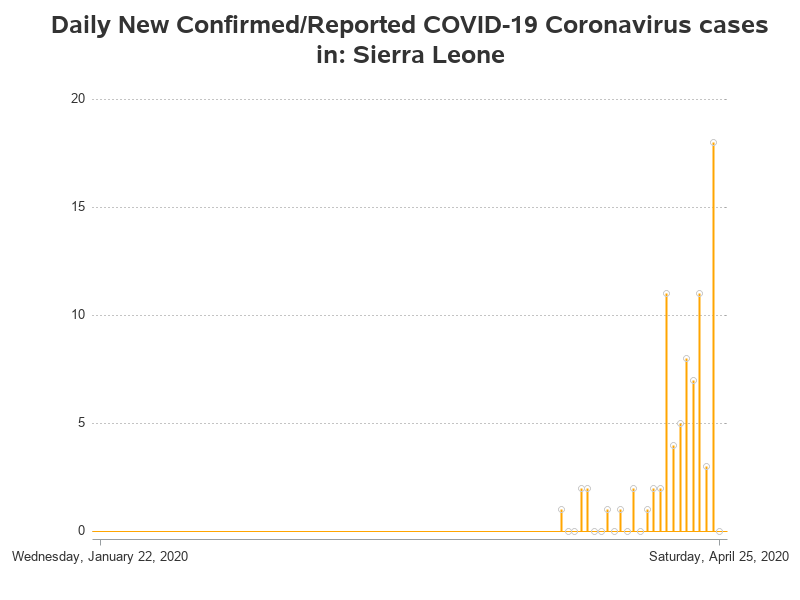 Daily New Confirmed/Reported COVID-19 Coronavirus cases
in: Sierra Leone
20
15
10
5
0
Wednesday, January 22, 2020 Saturday, April 25, 2020